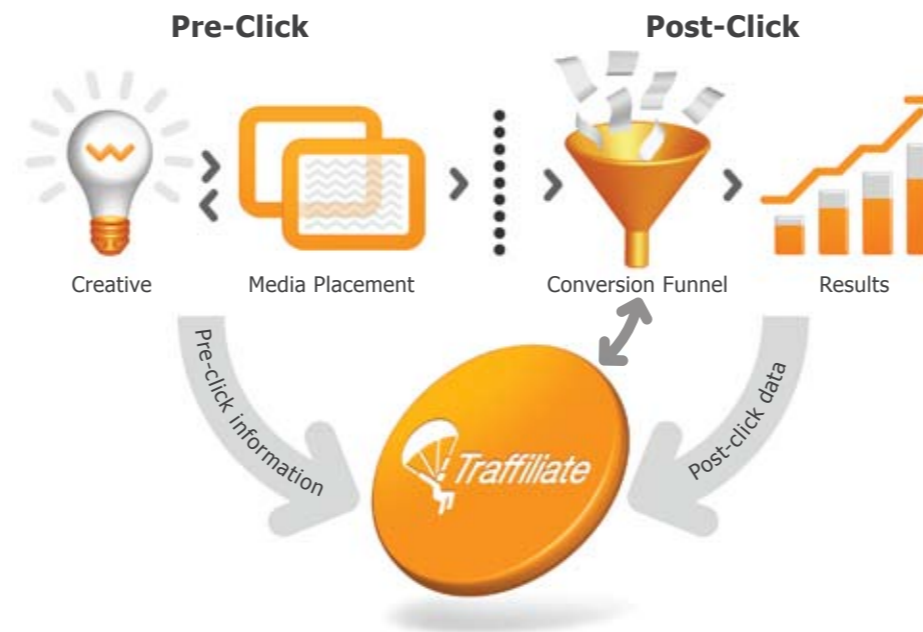 Pre-Click
Post-Click
Creative
Media Placement
Conversion Funnel
Results
Pre-click information
Post-click data
Traffiliate